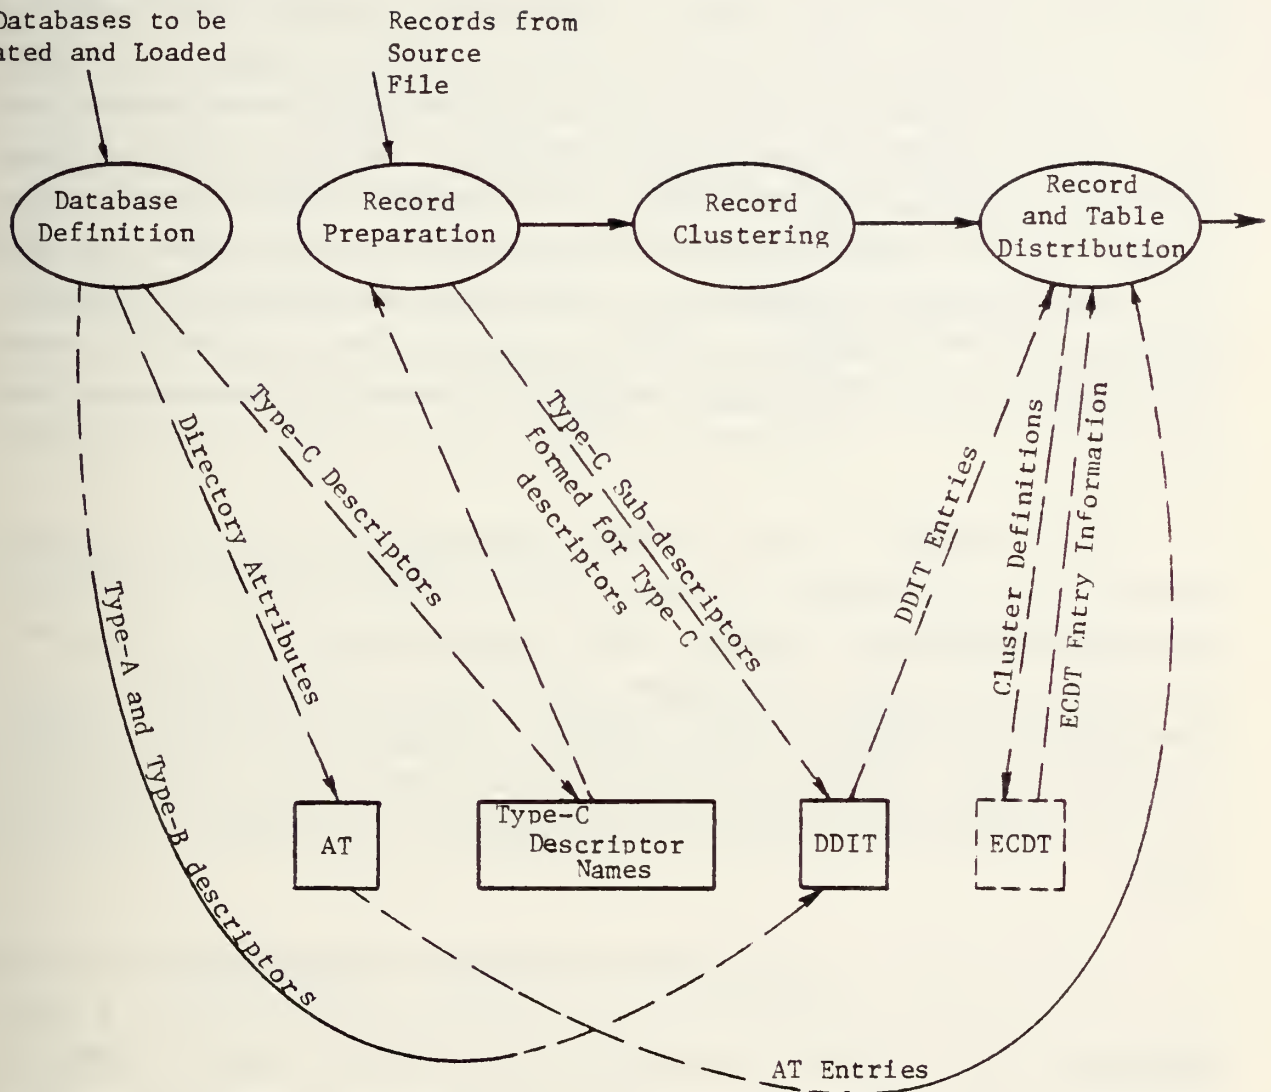 Databases to be
ated and Loaded
Records from
Source
File
Database
Definition
Record
Preparation
Record
Clustering
Record
and Table
Distribution
Type-C Descriptors
Directory Attributes
Type-A and Type-B descriptors
Type-C Sub-descriptors
formed for Type-C
descriptors
DDIT Entries
Cluster Definitions
ECDT Entry Information
AT
Type-C
Descriptor
Names
DDIT
ECDT
AT Entries